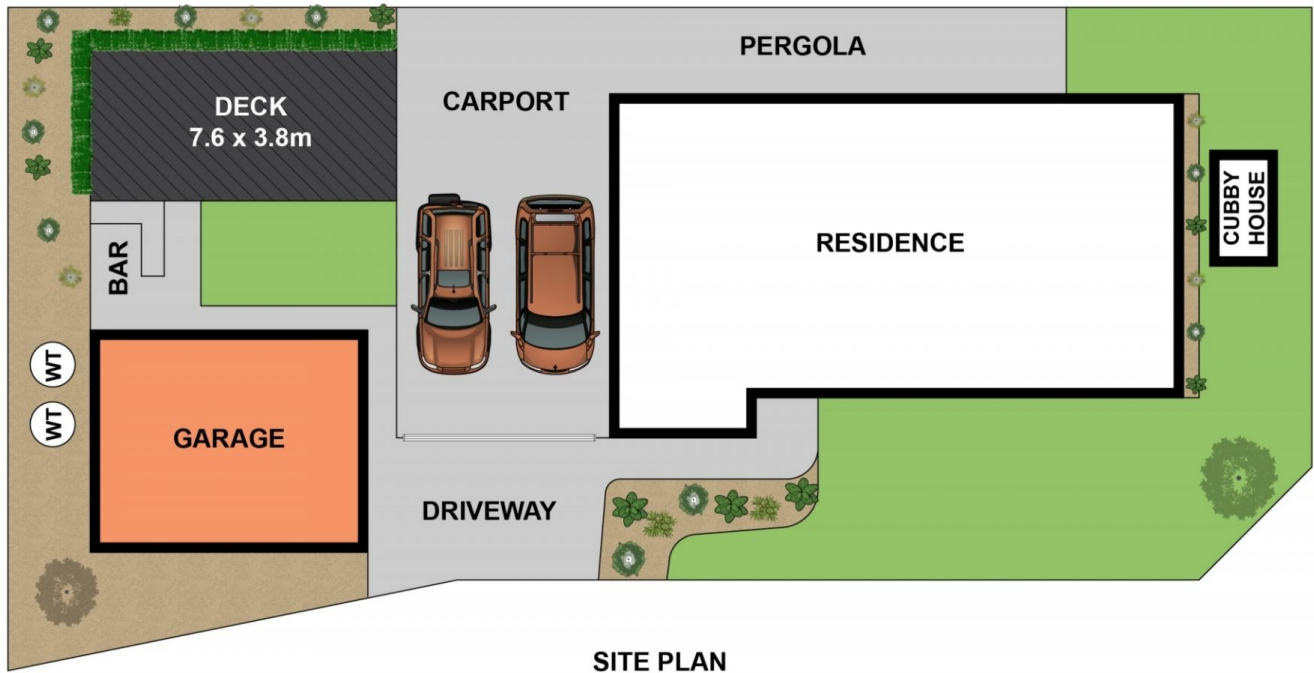 PERGOLA
DECK
7.6 x 3.8m
CARPORT
RESIDENCE
CUBBY
HOUSE
BAR
WT
WT
GARAGE
DRIVEWAY
SITE PLAN